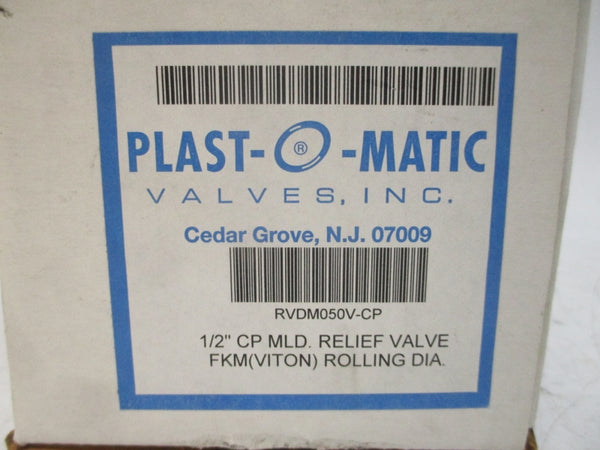 PLAST-O-MATIC
®
VALVES, INC.
Cedar Grove, N.J. 07009
RVDM050V-CP
1/2" CP MLD. RELIEF VALVE
FKM(VITON) ROLLING DIA.